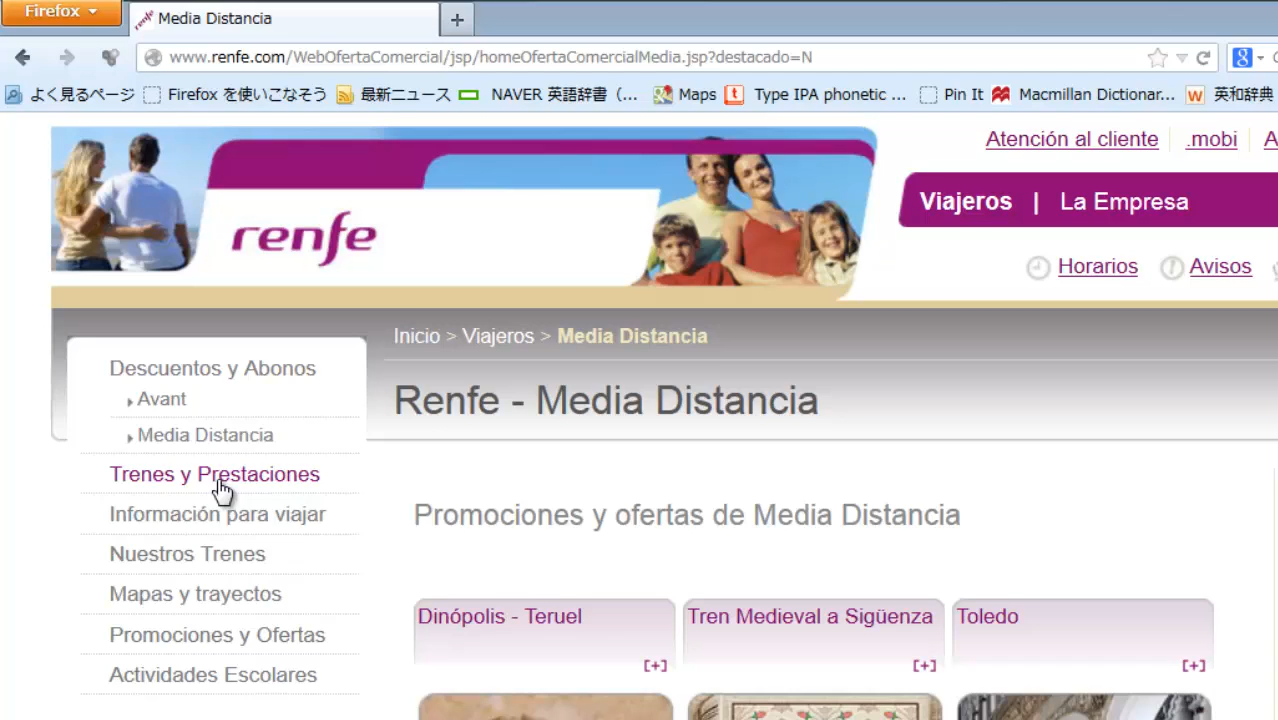 Firefox
Media Distancia
www.renfe.com/WebOfertaComercial/jsp/homeOfertaComercialMedia.jsp?destacado=N
よく見るページ Firefox を使いこなそう 最新ニュース NAVER 英語辞書（... Maps Type IPA phonetic ... Pin It Macmillan Dictionar... 英和辞典
Atención al cliente .mobi A
renfe
Viajeros | La Empresa
Horarios Avisos
Inicio > Viajeros > Media Distancia
Renfe - Media Distancia
Descuentos y Abonos
Avant
Media Distancia
Trenes y Prestaciones
Información para viajar
Nuestros Trenes
Mapas y trayectos
Promociones y Ofertas
Actividades Escolares
Promociones y ofertas de Media Distancia
Dinópolis - Teruel
[+]
Tren Medieval a Sigüenza
[+]
Toledo
[+]